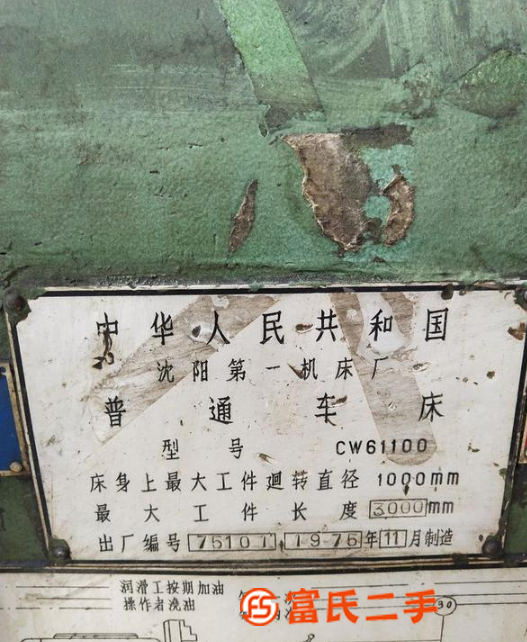 中华人民共和国
沈阳第一机床厂
普通车床
型号 CW61100
床身上最大工件廻转直径 1000mm
最大工件长度 3000mm
出厂编号 75101 1976年11月制造
润滑工按期加油
操作者浇油
30
富氏二手